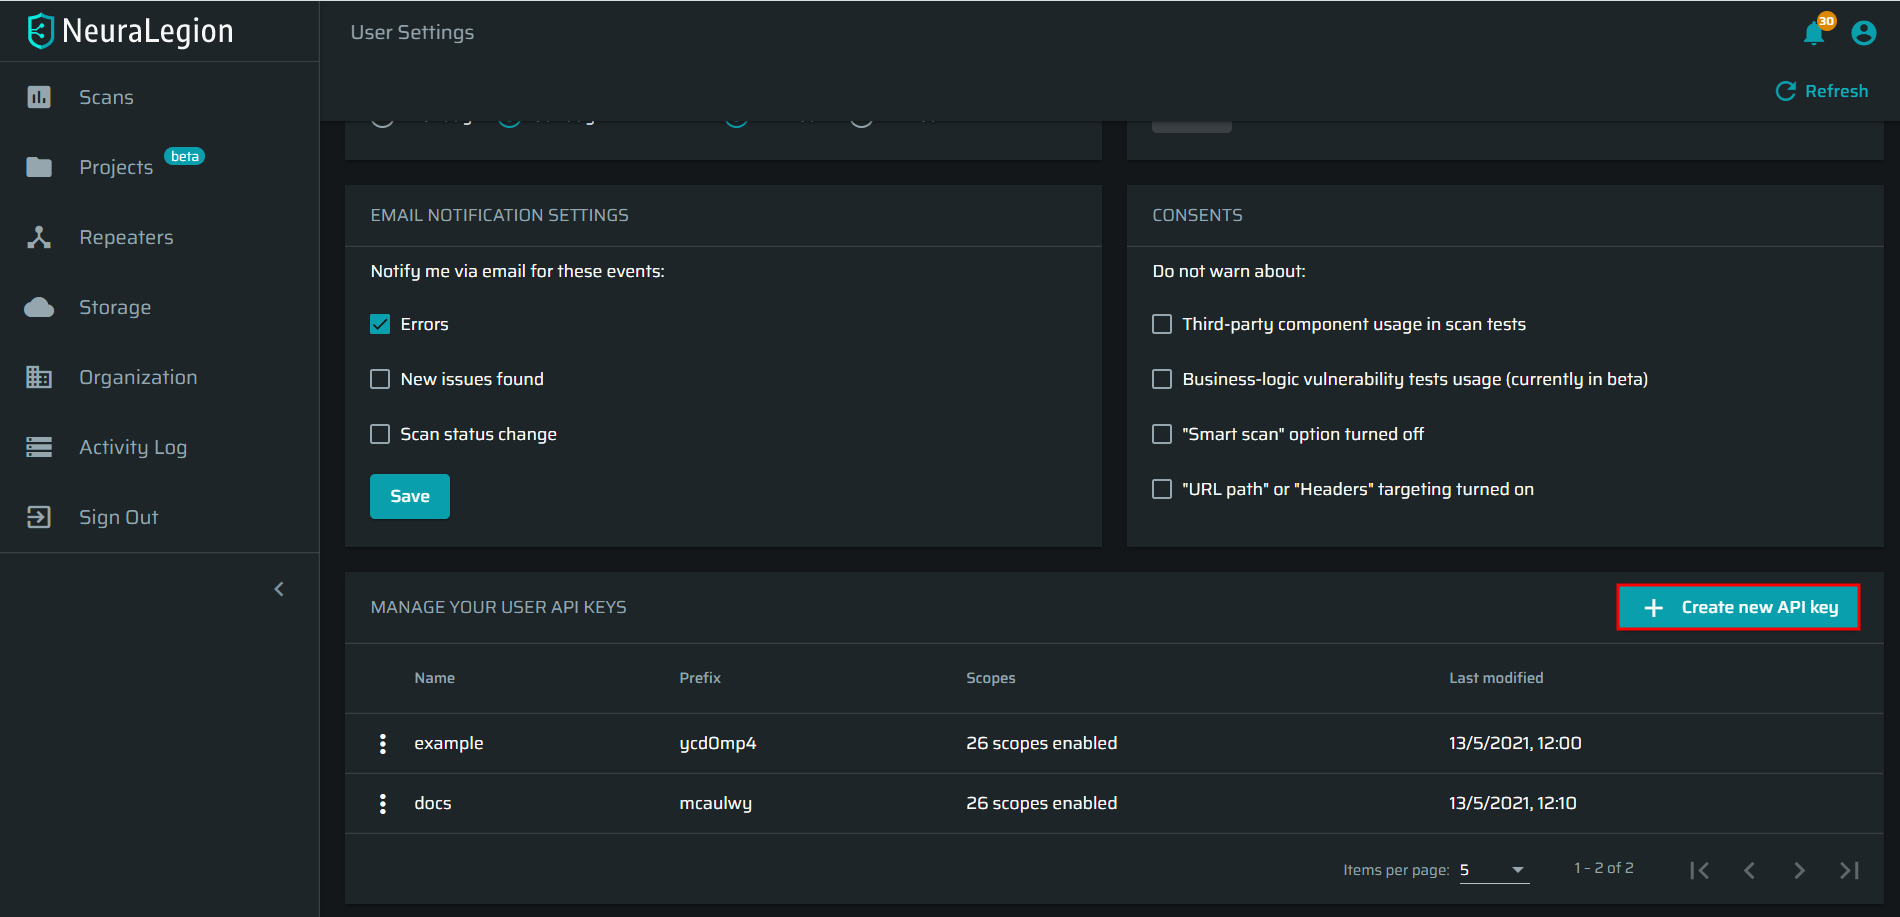 NeuraLegion
User Settings
30
Refresh
Scans
Projects beta
Repeaters
Storage
Organization
Activity Log
Sign Out
EMAIL NOTIFICATION SETTINGS
Notify me via email for these events:
Errors
New issues found
Scan status change
Save
CONSENTS
Do not warn about:
Third-party component usage in scan tests
Business-logic vulnerability tests usage (currently in beta)
"Smart scan" option turned off
"URL path" or "Headers" targeting turned on
MANAGE YOUR USER API KEYS
Create new API key
Name Prefix Scopes Last modified
example ycd0mp4 26 scopes enabled 13/5/2021, 12:00
docs mcaulwy 26 scopes enabled 13/5/2021, 12:10
Items per page: 5 1 – 2 of 2